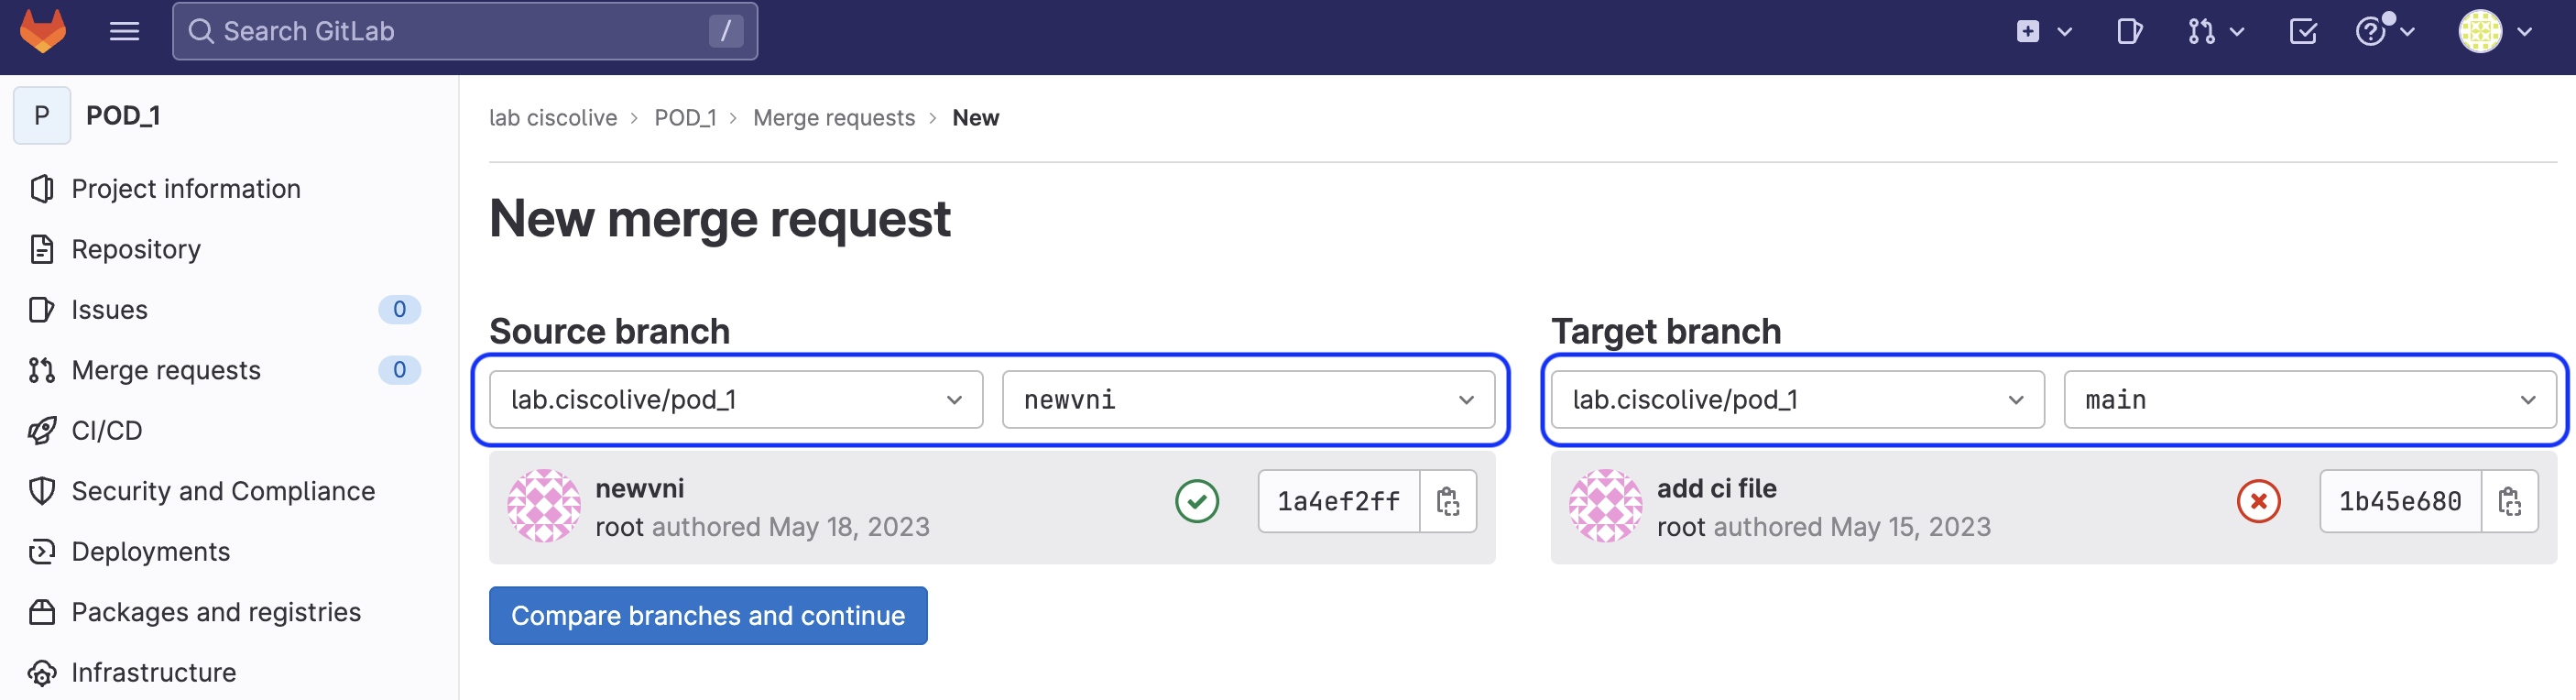 Search GitLab /
P POD_1
Project information
Repository
Issues 0
Merge requests 0
CI/CD
Security and Compliance
Deployments
Packages and registries
Infrastructure
lab ciscolive > POD_1 > Merge requests > New
New merge request
Source branch
lab.ciscolive/pod_1 newvni
newvni
root authored May 18, 2023
1a4ef2ff
Compare branches and continue
Target branch
lab.ciscolive/pod_1 main
add ci file
root authored May 15, 2023
1b45e680